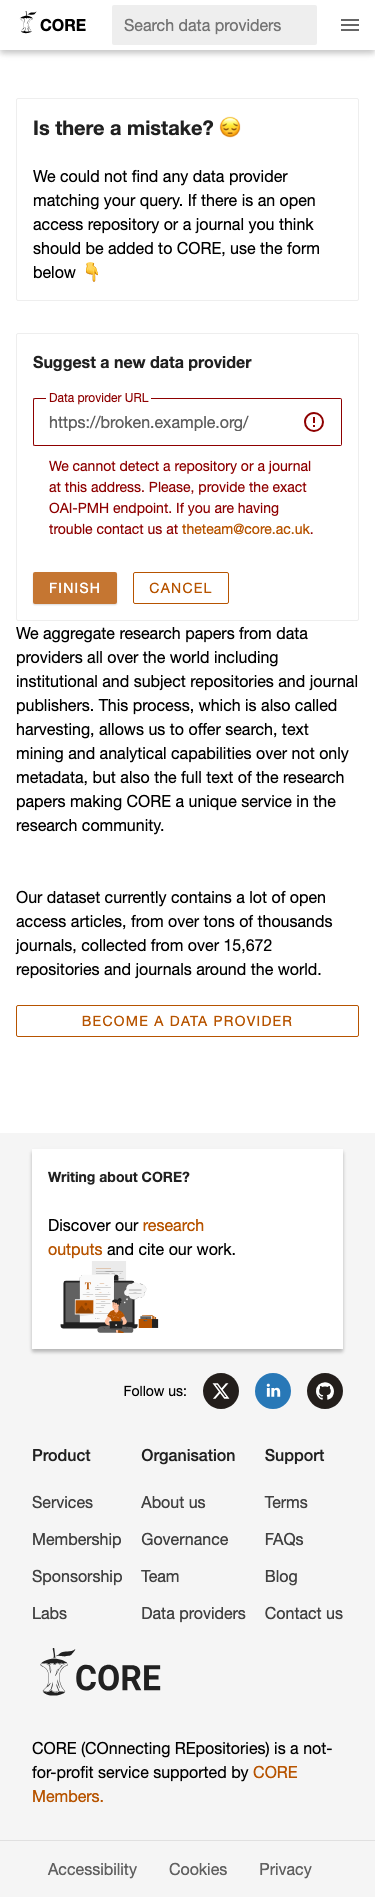 CORE
Search data providers
Is there a mistake? 😔
We could not find any data provider
matching your query. If there is an open
access repository or a journal you think
should be added to CORE, use the form
below 👇
Suggest a new data provider
Data provider URL
https://broken.example.org/
We cannot detect a repository or a journal
at this address. Please, provide the exact
OAI-PMH endpoint. If you are having
trouble contact us at theteam@core.ac.uk.
FINISH
CANCEL
We aggregate research papers from data
providers all over the world including
institutional and subject repositories and journal
publishers. This process, which is also called
harvesting, allows us to offer search, text
mining and analytical capabilities over not only
metadata, but also the full text of the research
papers making CORE a unique service in the
research community.
Our dataset currently contains a lot of open
access articles, from over tons of thousands
journals, collected from over 15,672
repositories and journals around the world.
BECOME A DATA PROVIDER
Writing about CORE?
Discover our research
outputs and cite our work.
T
Follow us:
Product
Services
Membership
Sponsorship
Labs
Organisation
About us
Governance
Team
Data providers
Support
Terms
FAQs
Blog
Contact us
CORE
CORE (COnnecting REpositories) is a not-
for-profit service supported by CORE
Members.
Accessibility
Cookies
Privacy